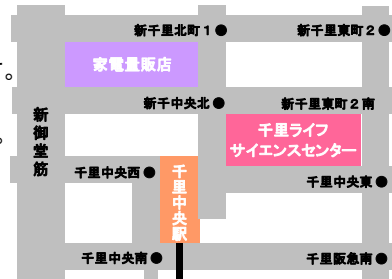 新千里北町1●
新千里東町2●
。
家電量販店
新千中央北●
新千里東町2南
新御堂筋
千里ライフ
サイエンスセンター
。
千里中央西●
千里中央駅
千里中央東●
千里中央南●
千里阪急南●